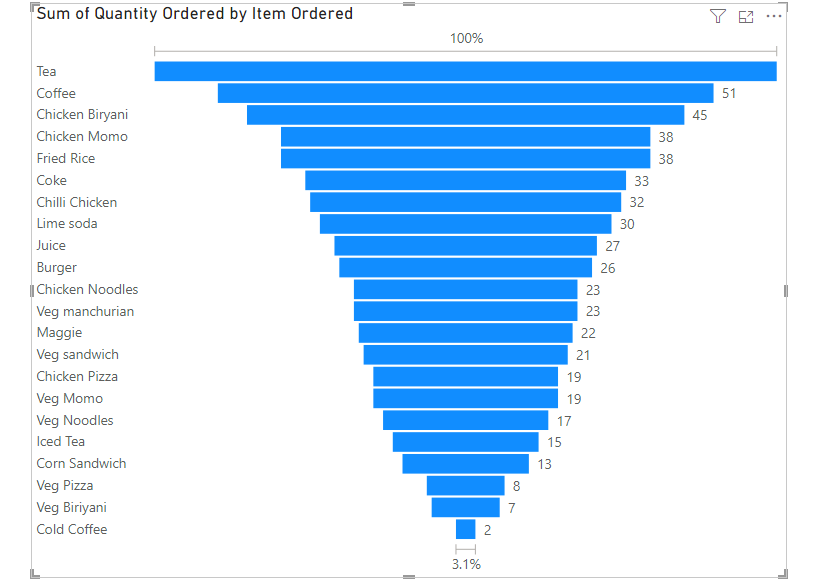 Sum of Quantity Ordered by Item Ordered
100%
Tea
Coffee 51
Chicken Biryani 45
Chicken Momo 38
Fried Rice 38
Coke 33
Chilli Chicken 32
Lime soda 30
Juice 27
Burger 26
Chicken Noodles 23
Veg manchurian 23
Maggie 22
Veg sandwich 21
Chicken Pizza 19
Veg Momo 19
Veg Noodles 17
Iced Tea 15
Corn Sandwich 13
Veg Pizza 8
Veg Biriyani 7
Cold Coffee 2
3.1%